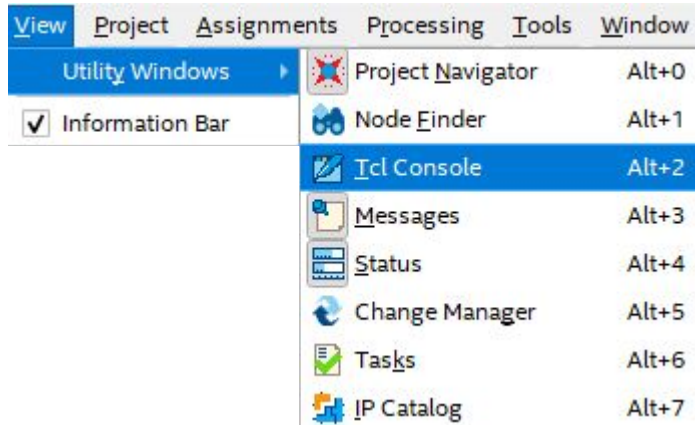 View Project Assignments Processing Tools Window
Utility Windows
Project Navigator Alt+0
Information Bar
Node Finder Alt+1
Tcl Console Alt+2
Messages Alt+3
Status Alt+4
Change Manager Alt+5
Tasks Alt+6
IP Catalog Alt+7